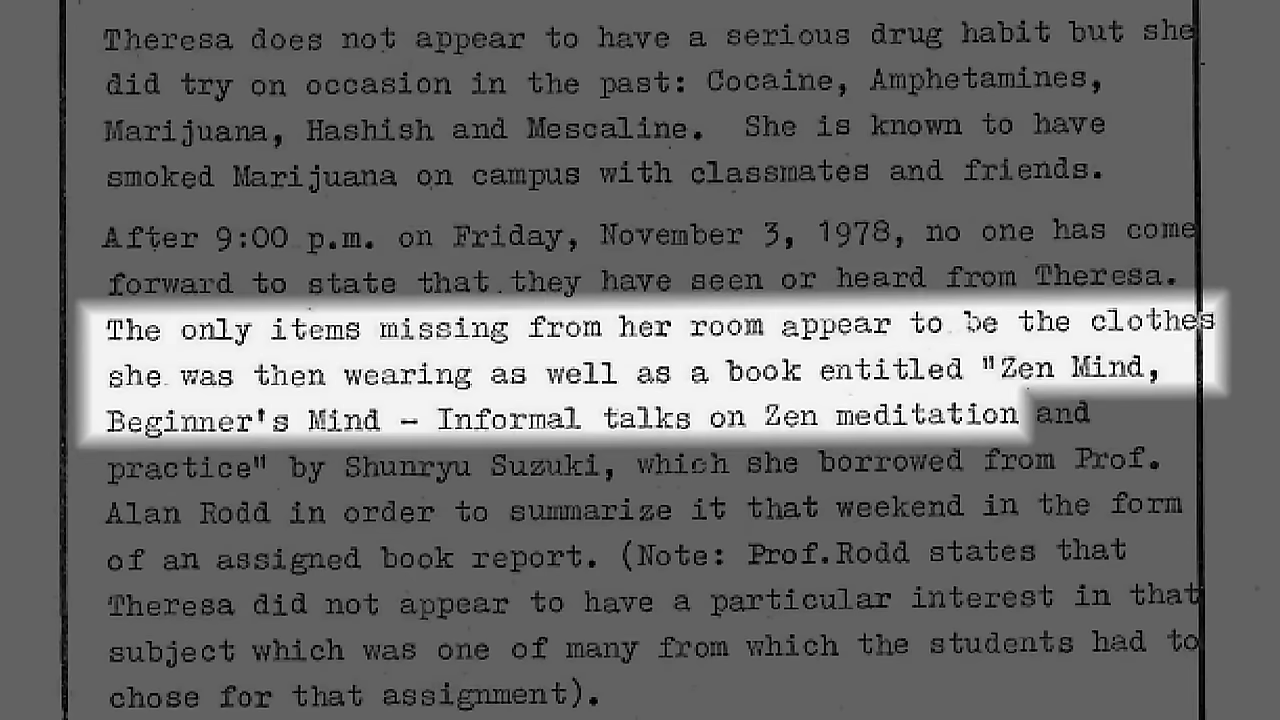 Theresa does not appear to have a serious drug habit but she
did try on occasion in the past: Cocaine, Amphetamines,
Marijuana, Hashish and Mescaline. She is known to have
smoked Marijuana on campus with classmates and friends.
After 9:00 p.m. on Friday, November 3, 1978, no one has come
forward to state that they have seen or heard from Theresa.
The only items missing from her room appear to be the clothes
she was then wearing as well as a book entitled "Zen Mind,
Beginner's Mind - Informal talks on Zen meditation and
practice" by Shunryu Suzuki, which she borrowed from Prof.
Alan Rodd in order to summarize it that weekend in the form
of an assigned book report. (Note: Prof.Rodd states that
Theresa did not appear to have a particular interest in that
subject which was one of many from which the students had to
chose for that assignment).